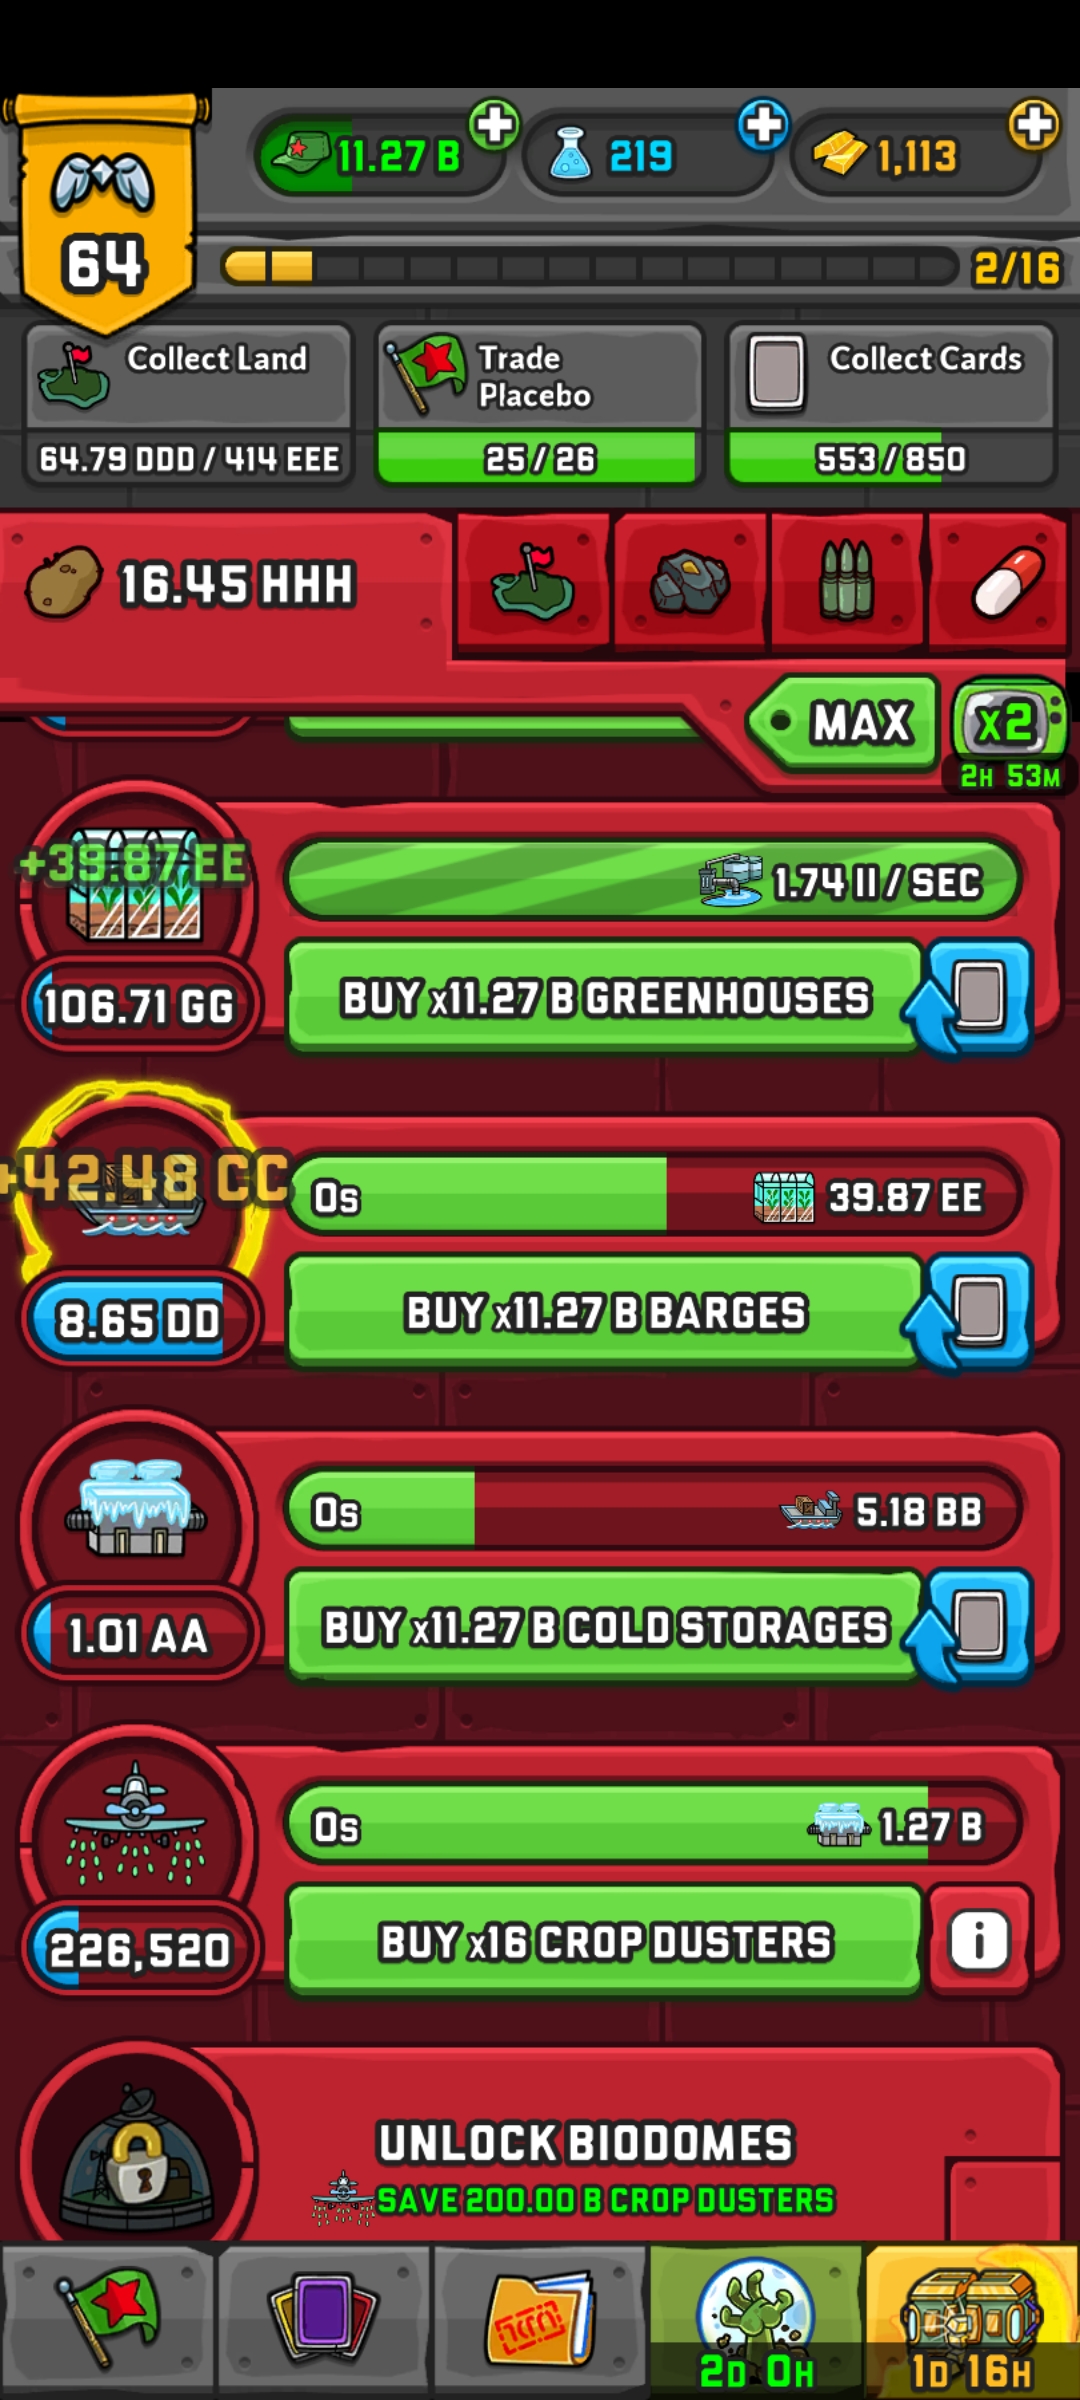 64
11.27 B
219
1,113
2/16
Collect Land
64.79 DDD / 414 EEE
Trade
Placebo
25 / 26
Collect Cards
553 / 850
16.45 HHH
MAX
x2
2H 53M
+39.87 EE
1.74 II / SEC
106.71 GG
BUY x11.27 B GREENHOUSES
+42.48 CC
0s
39.87 EE
8.65 DD
BUY x11.27 B BARGES
0s
5.18 BB
1.01 AA
BUY x11.27 B COLD STORAGES
0s
1.27 B
226,520
BUY x16 CROP DUSTERS
i
UNLOCK BIODOMES
SAVE 200.00 B CROP DUSTERS
2D 0H
1D 16H